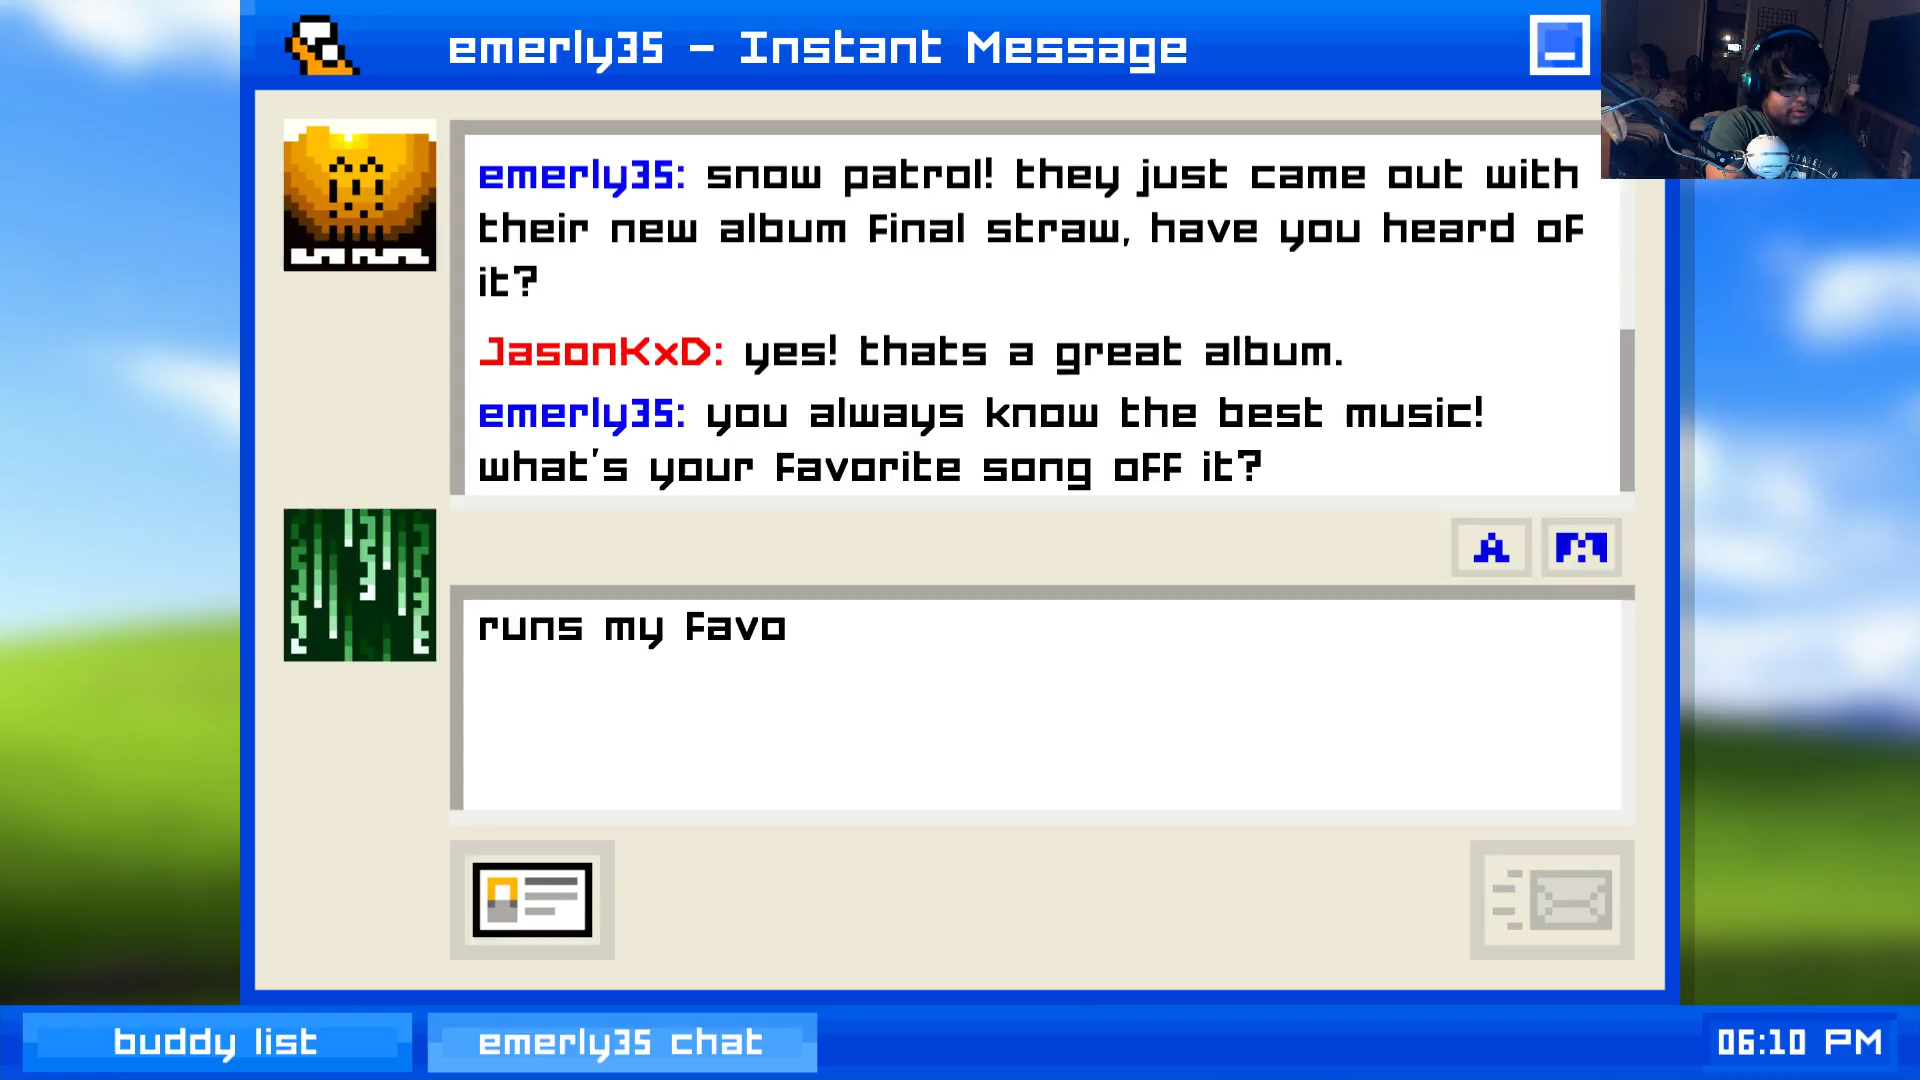 emerly35 - Instant Message
emerly35: snow patrol! they just came out with
their new album final straw, have you heard of
it?
JasonKxD: yes! thats a great album.
emerly35: you always know the best music!
what's your favorite song off it?
A
runs my favo
buddy list
emerly35 chat
06:10 PM